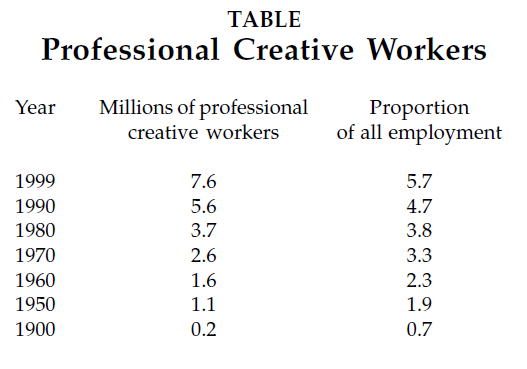 TABLE
Professional Creative Workers
Year Millions of professional creative workers Proportion of all employment
1999 7.6 5.7
1990 5.6 4.7
1980 3.7 3.8
1970 2.6 3.3
1960 1.6 2.3
1950 1.1 1.9
1900 0.2 0.7